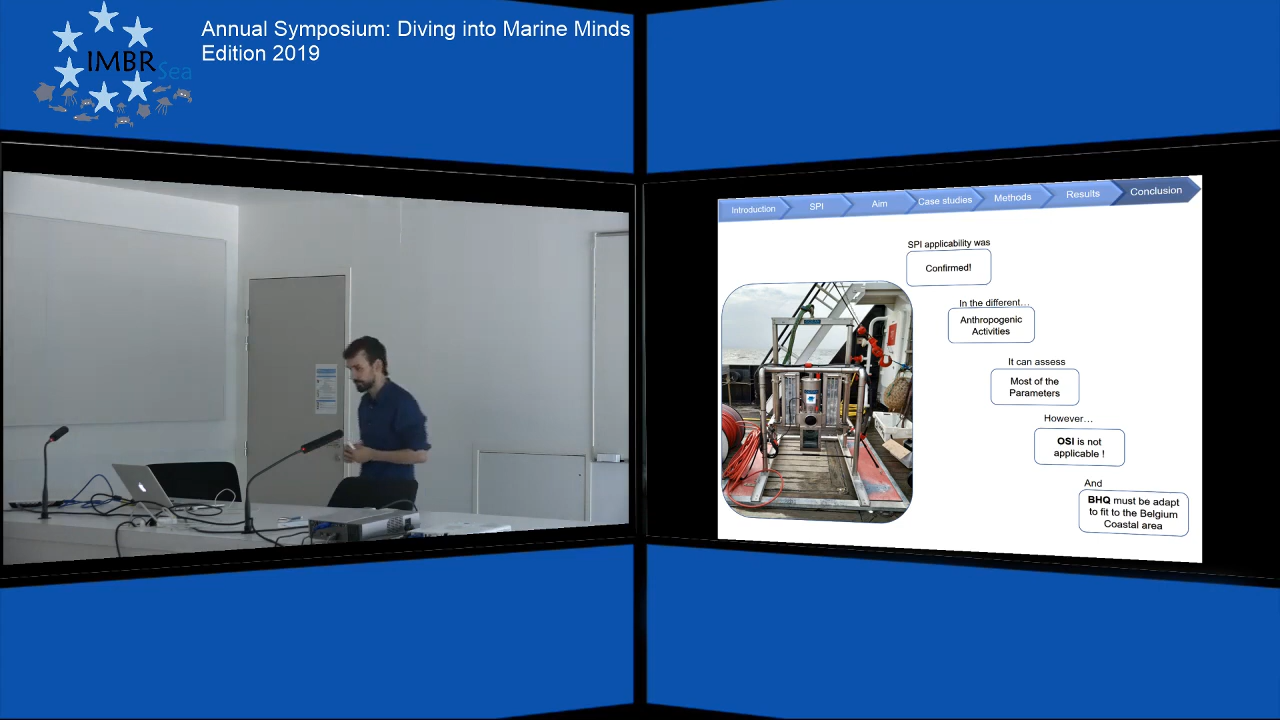 Annual Symposium: Diving into Marine Minds
Edition 2019
IMBRSea
Introduction
SPI
Aim
Case studies
Methods
Results
Conclusion
SPI applicability was
Confirmed!
In the different…
Anthropogenic
Activities
It can assess
Most of the
Parameters
However…
OSI is not
applicable !
And
BHQ must be adapt
to fit to the Belgium
Coastal area